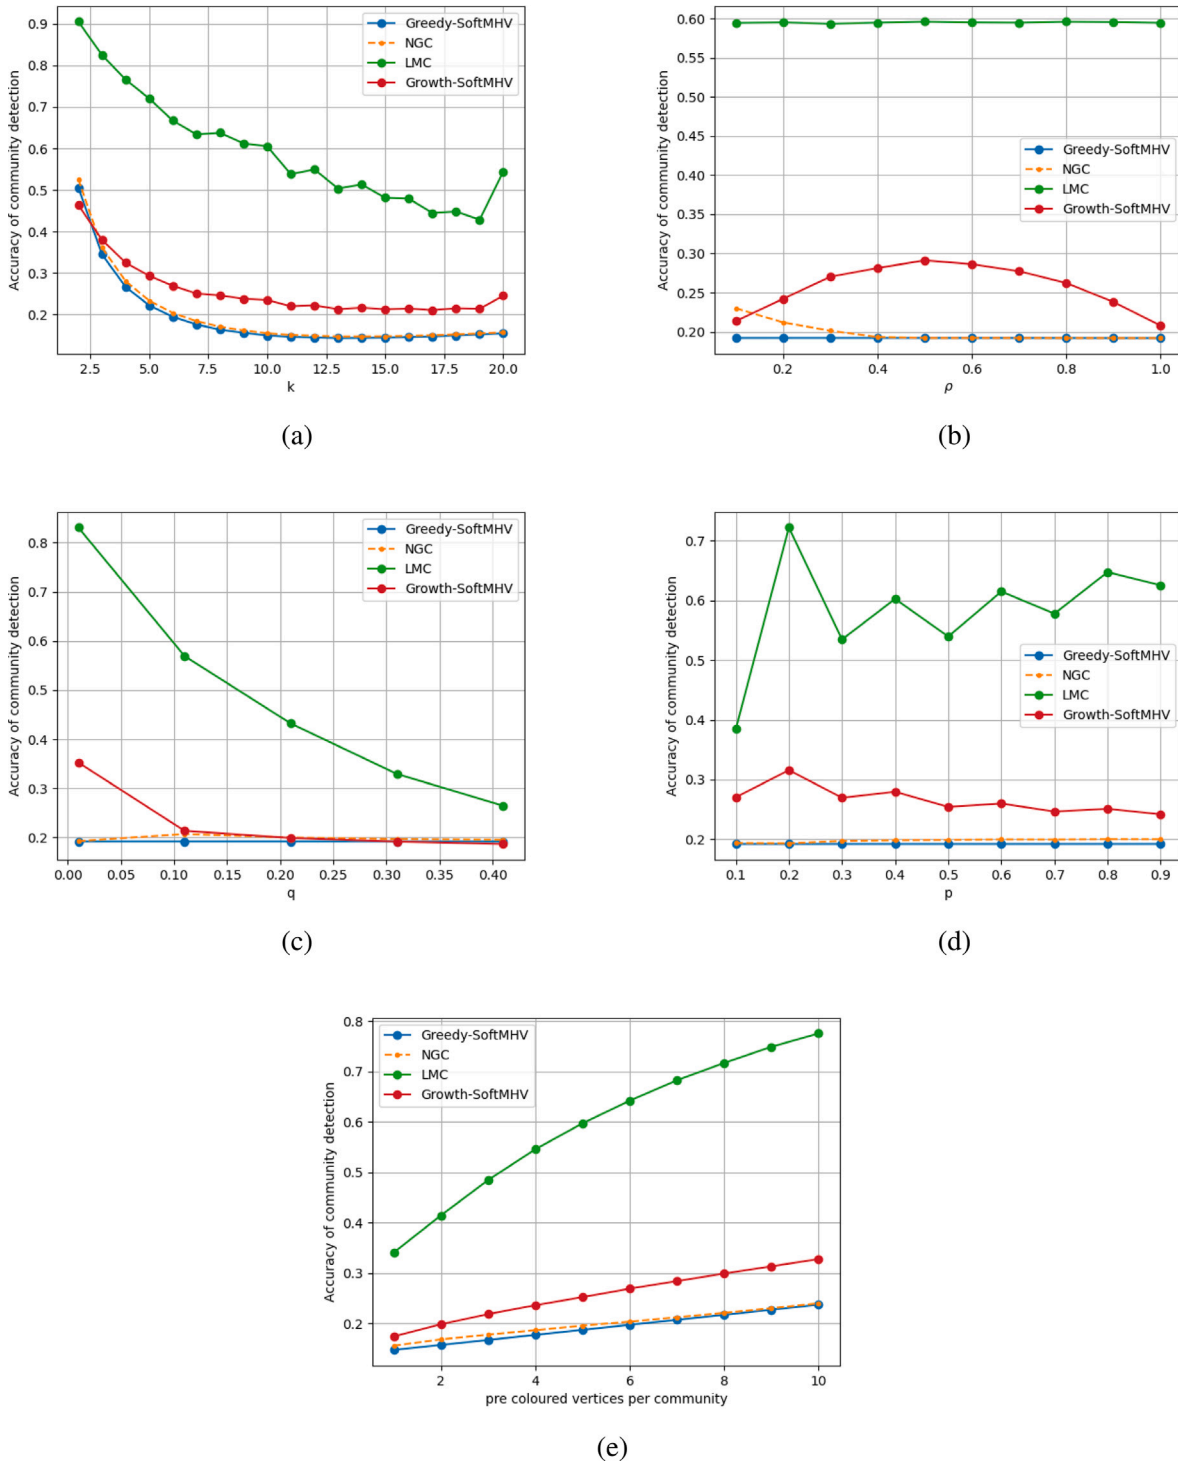 0.9
0.8
0.7
0.6
0.5
0.4
0.3
0.2
Accuracy of community detection
2.5 5.0 7.5 10.0 12.5 15.0 17.5 20.0
k
Greedy-SoftMHV
NGC
LMC
Growth-SoftMHV
(a)
0.60
0.55
0.50
0.45
0.40
0.35
0.30
0.25
0.20
Accuracy of community detection
0.2 0.4 0.6 0.8 1.0
ρ
Greedy-SoftMHV
NGC
LMC
Growth-SoftMHV
(b)
0.8
0.7
0.6
0.5
0.4
0.3
0.2
Accuracy of community detection
0.00 0.05 0.10 0.15 0.20 0.25 0.30 0.35 0.40
q
Greedy-SoftMHV
NGC
LMC
Growth-SoftMHV
(c)
0.7
0.6
0.5
0.4
0.3
0.2
Accuracy of community detection
0.1 0.2 0.3 0.4 0.5 0.6 0.7 0.8 0.9
p
Greedy-SoftMHV
NGC
LMC
Growth-SoftMHV
(d)
0.8
0.7
0.6
0.5
0.4
0.3
0.2
Accuracy of community detection
2 4 6 8 10
pre coloured vertices per community
Greedy-SoftMHV
NGC
LMC
Growth-SoftMHV
(e)